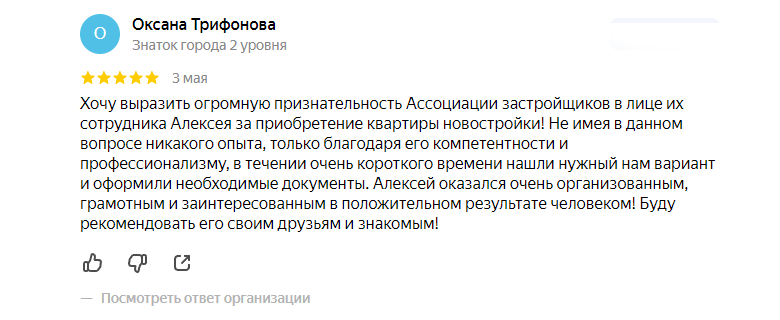 О
Оксана Трифонова
Знаток города 2 уровня
3 мая
Хочу выразить огромную признательность Ассоциации застройщиков в лице их
сотрудника Алексея за приобретение квартиры новостройки! Не имея в данном
вопросе никакого опыта, только благодаря его компетентности и
профессионализму, в течении очень короткого времени нашли нужный нам вариант
и оформили необходимые документы. Алексей оказался очень организованным,
грамотным и заинтересованным в положительном результате человеком! Буду
рекомендовать его своим друзьям и знакомым!
— Посмотреть ответ организации